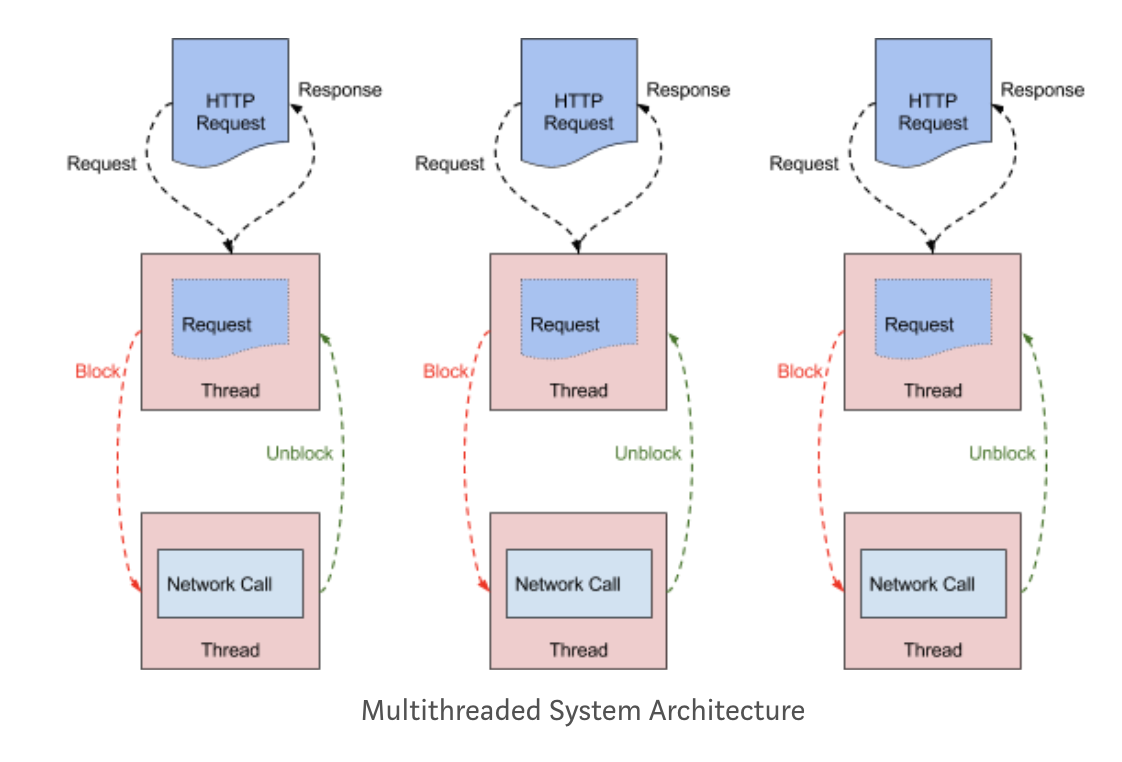 HTTP
Request
Response
Request
Request
Thread
Block
Unblock
Network Call
Thread
HTTP
Request
Response
Request
Request
Thread
Block
Unblock
Network Call
Thread
HTTP
Request
Response
Request
Request
Thread
Block
Unblock
Network Call
Thread
Multithreaded System Architecture